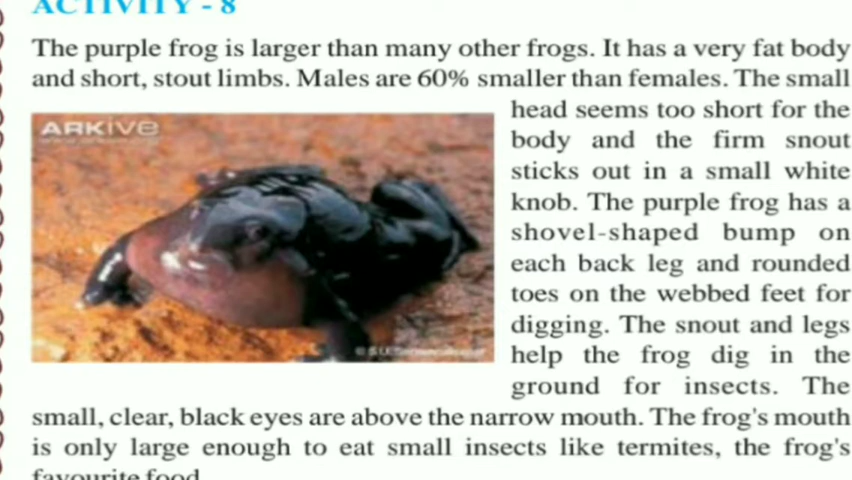 ACTIVITY - 8
The purple frog is larger than many other frogs. It has a very fat body
and short, stout limbs. Males are 60% smaller than females. The small
head seems too short for the
body and the firm snout
sticks out in a small white
knob. The purple frog has a
shovel-shaped bump on
each back leg and rounded
toes on the webbed feet for
digging. The snout and legs
help the frog dig in the
ground for insects. The
small, clear, black eyes are above the narrow mouth. The frog's mouth
is only large enough to eat small insects like termites, the frog's
favourite food
ARKive